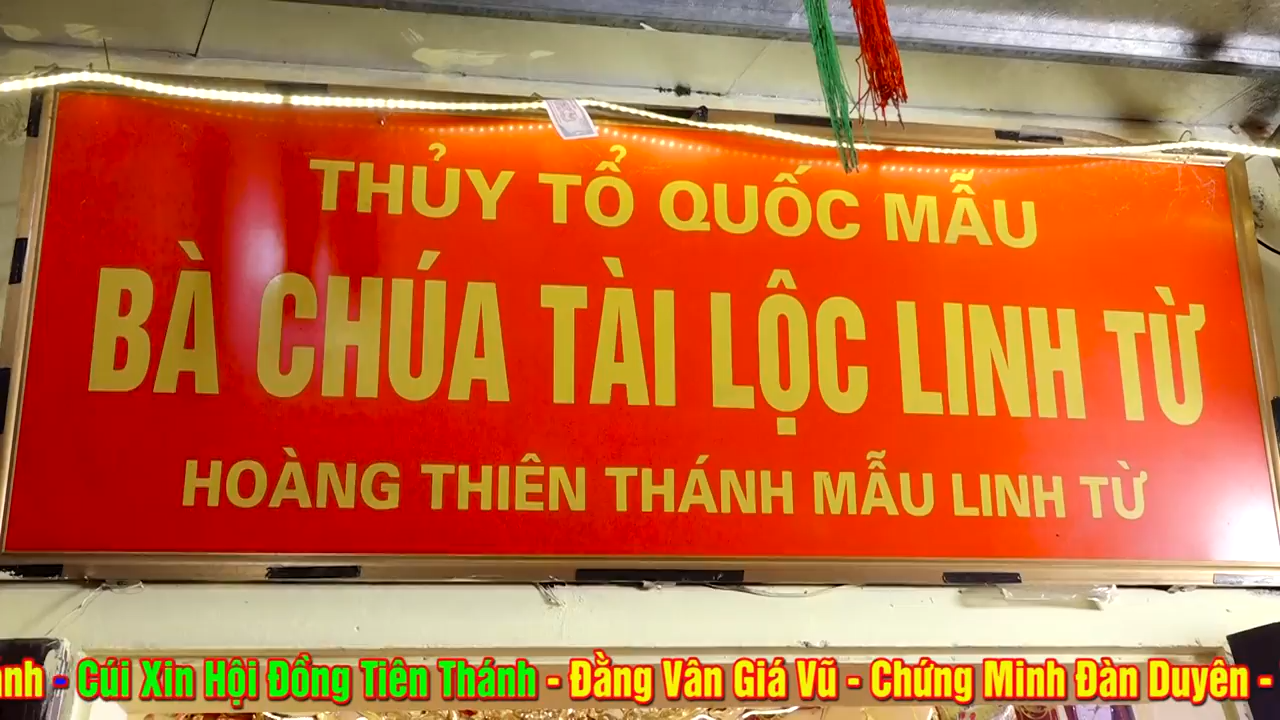 THỦY TỔ QUỐC MẪU
BÀ CHÚA TÀI LỘC LINH TỪ
HOÀNG THIÊN THÁNH MẪU LINH TỪ
- Cúi Xin Hội Đồng Tiên Thánh - Đằng Vân Giá Vũ - Chứng Minh Đàn Duyên -